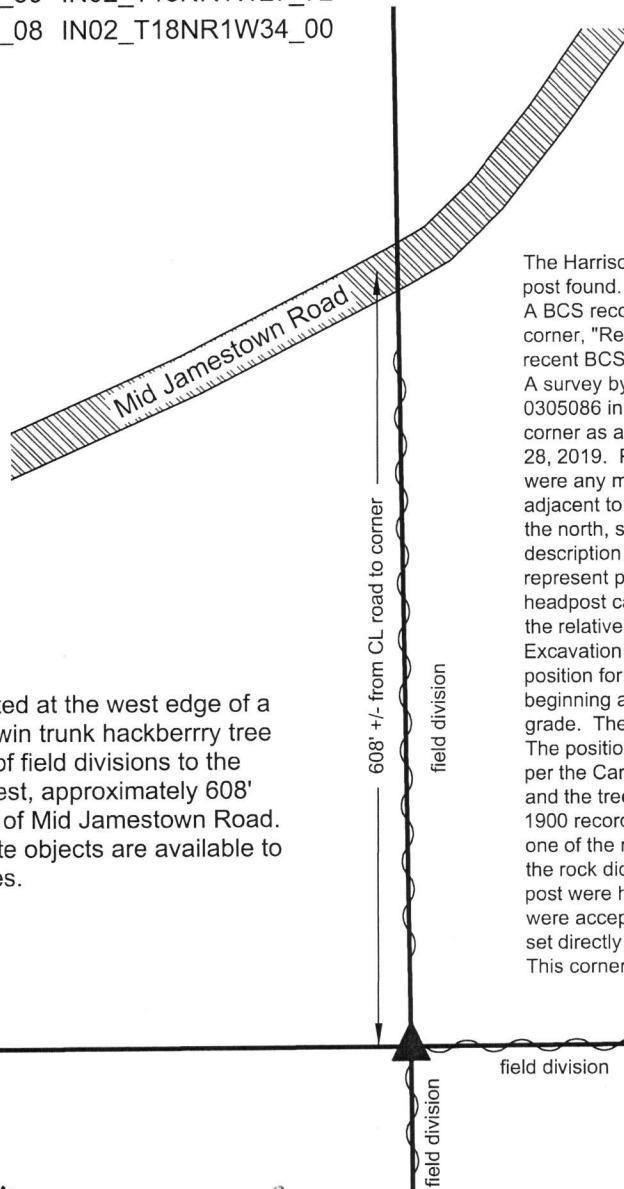 _08 IN02_T18NR1W34_00
Mid Jamestown Road
The Harriso
post found.
A BCS reco
corner, "Re
recent BCS
A survey by
0305086 in
corner as a
28, 2019.
were any m
adjacent to
the north, s
description
represent p
headpost ca
the relative
Excavation
position for
beginning a
grade. The
The position
per the Car
and the tree
1900 record
one of the r
the rock dic
post were h
were accep
set directly
This corner
608' +/- from CL road to corner
field division
ted at the west edge of a
win trunk hackberrry tree
of field divisions to the
est, approximately 608'
of Mid Jamestown Road.
te objects are available to
es.
field division
field division